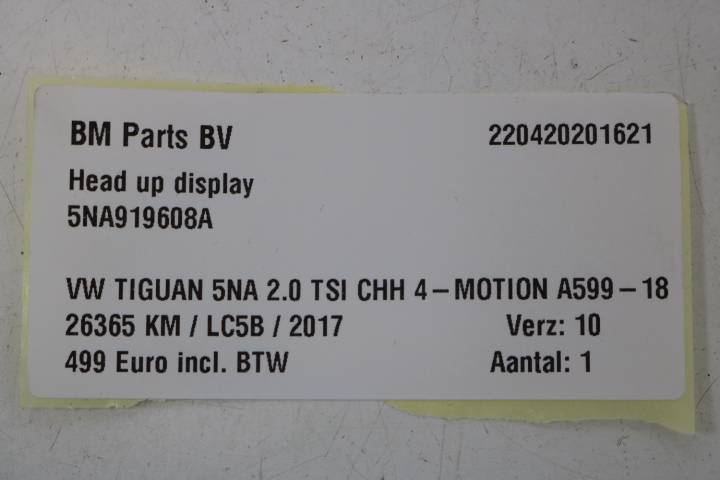 BM Parts BV 220420201621
Head up display
5NA919608A
VW TIGUAN 5NA 2.0 TSI CHH 4-MOTION A599-18
26365 KM / LC5B / 2017 Verz: 10
499 Euro incl. BTW Aantal: 1